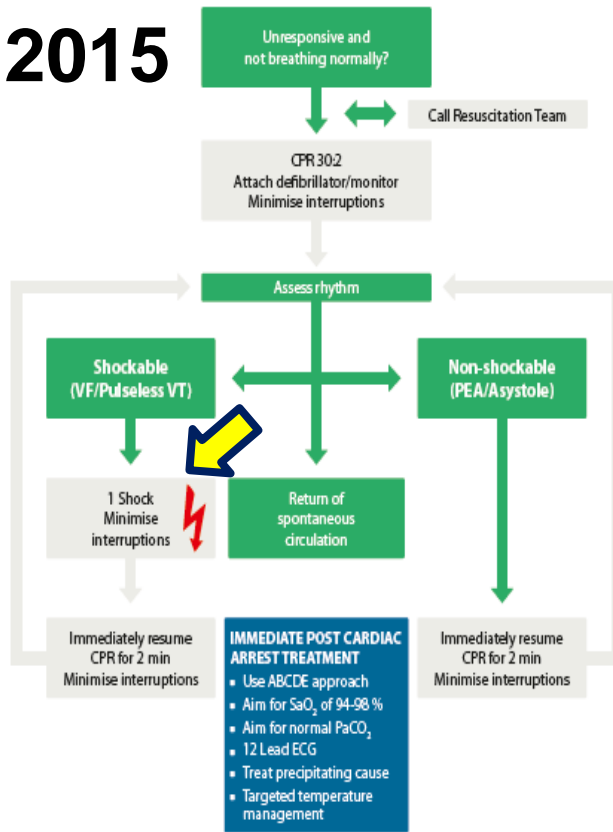 2015
Unresponsive and
not breathing normally?
Call Resuscitation Team
CPR 30:2
Attach defibrillator/monitor
Minimise interruptions
Assess rhythm
Shockable
(VF/Pulseless VT)
Non-shockable
(PEA/Asystole)
1 Shock
Minimise
interruptions
Return of
spontaneous
circulation
Immediately resume
CPR for 2 min
Minimise interruptions
IMMEDIATE POST CARDIAC
ARREST TREATMENT
▪ Use ABCDE approach
▪ Aim for SaO₂ of 94-98 %
▪ Aim for normal PaCO₂
▪ 12 Lead ECG
▪ Treat precipitating cause
▪ Targeted temperature
management
Immediately resume
CPR for 2 min
Minimise interruptions